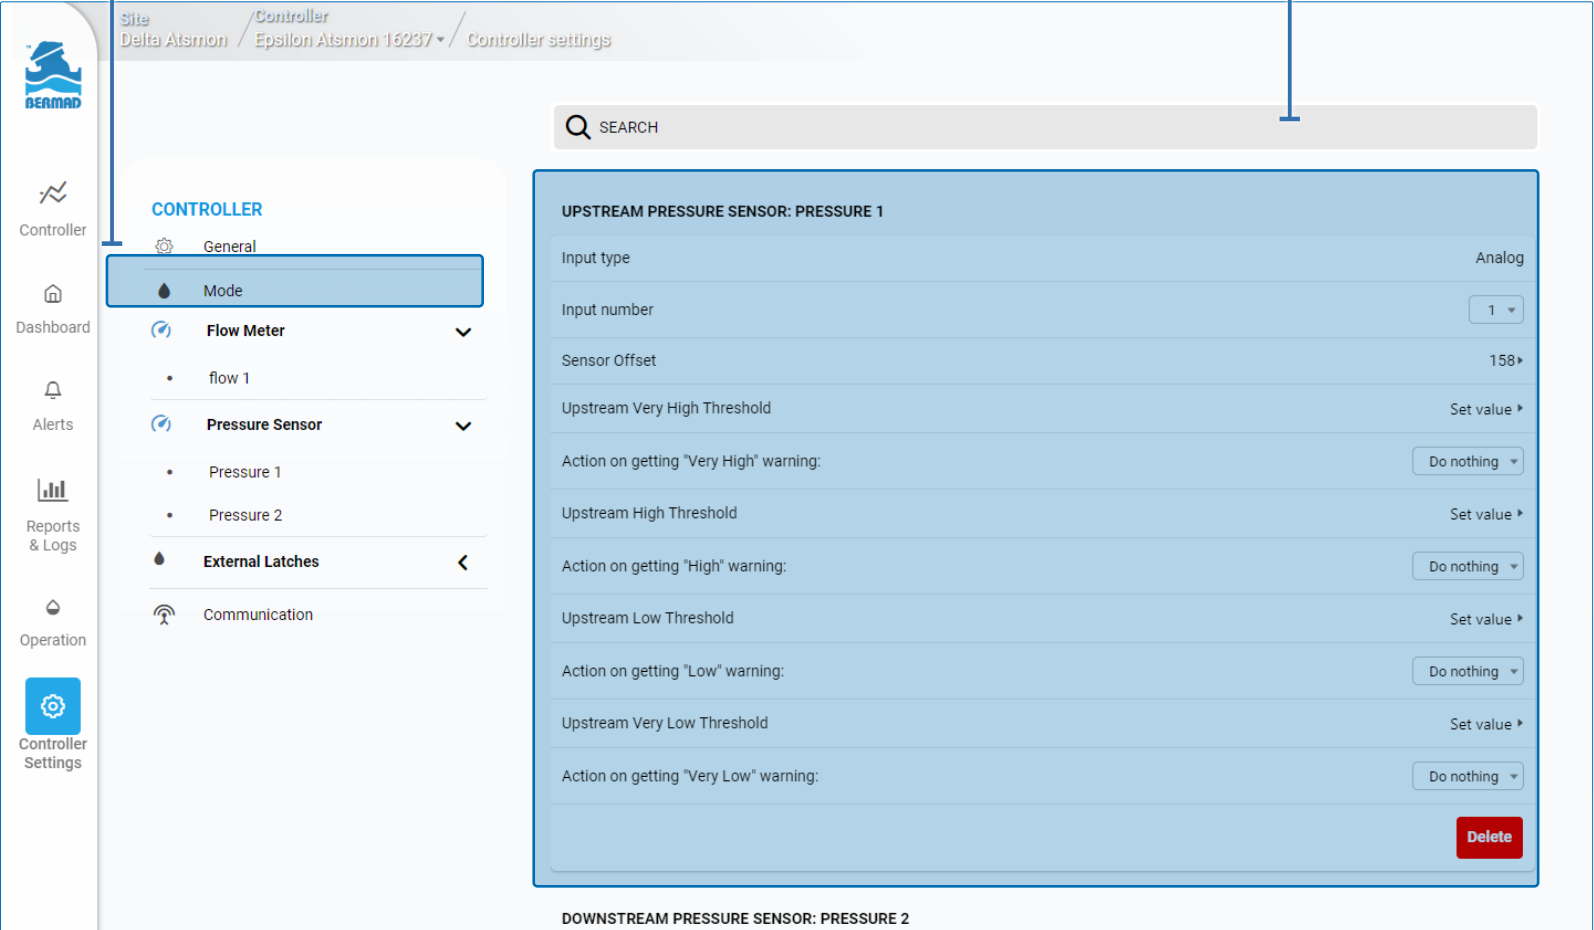 Site
Delta Atsmon / Controller
Epsilon Atsmon 16237 / Controller settings
BERMAD
Controller
Dashboard
Alerts
Reports
& Logs
Operation
Controller
Settings
CONTROLLER
General
Mode
Flow Meter
flow 1
Pressure Sensor
Pressure 1
Pressure 2
External Latches
Communication
SEARCH
UPSTREAM PRESSURE SENSOR: PRESSURE 1
Input type Analog
Input number 1
Sensor Offset 158
Upstream Very High Threshold Set value
Action on getting "Very High" warning: Do nothing
Upstream High Threshold Set value
Action on getting "High" warning: Do nothing
Upstream Low Threshold Set value
Action on getting "Low" warning: Do nothing
Upstream Very Low Threshold Set value
Action on getting "Very Low" warning: Do nothing
Delete
DOWNSTREAM PRESSURE SENSOR: PRESSURE 2